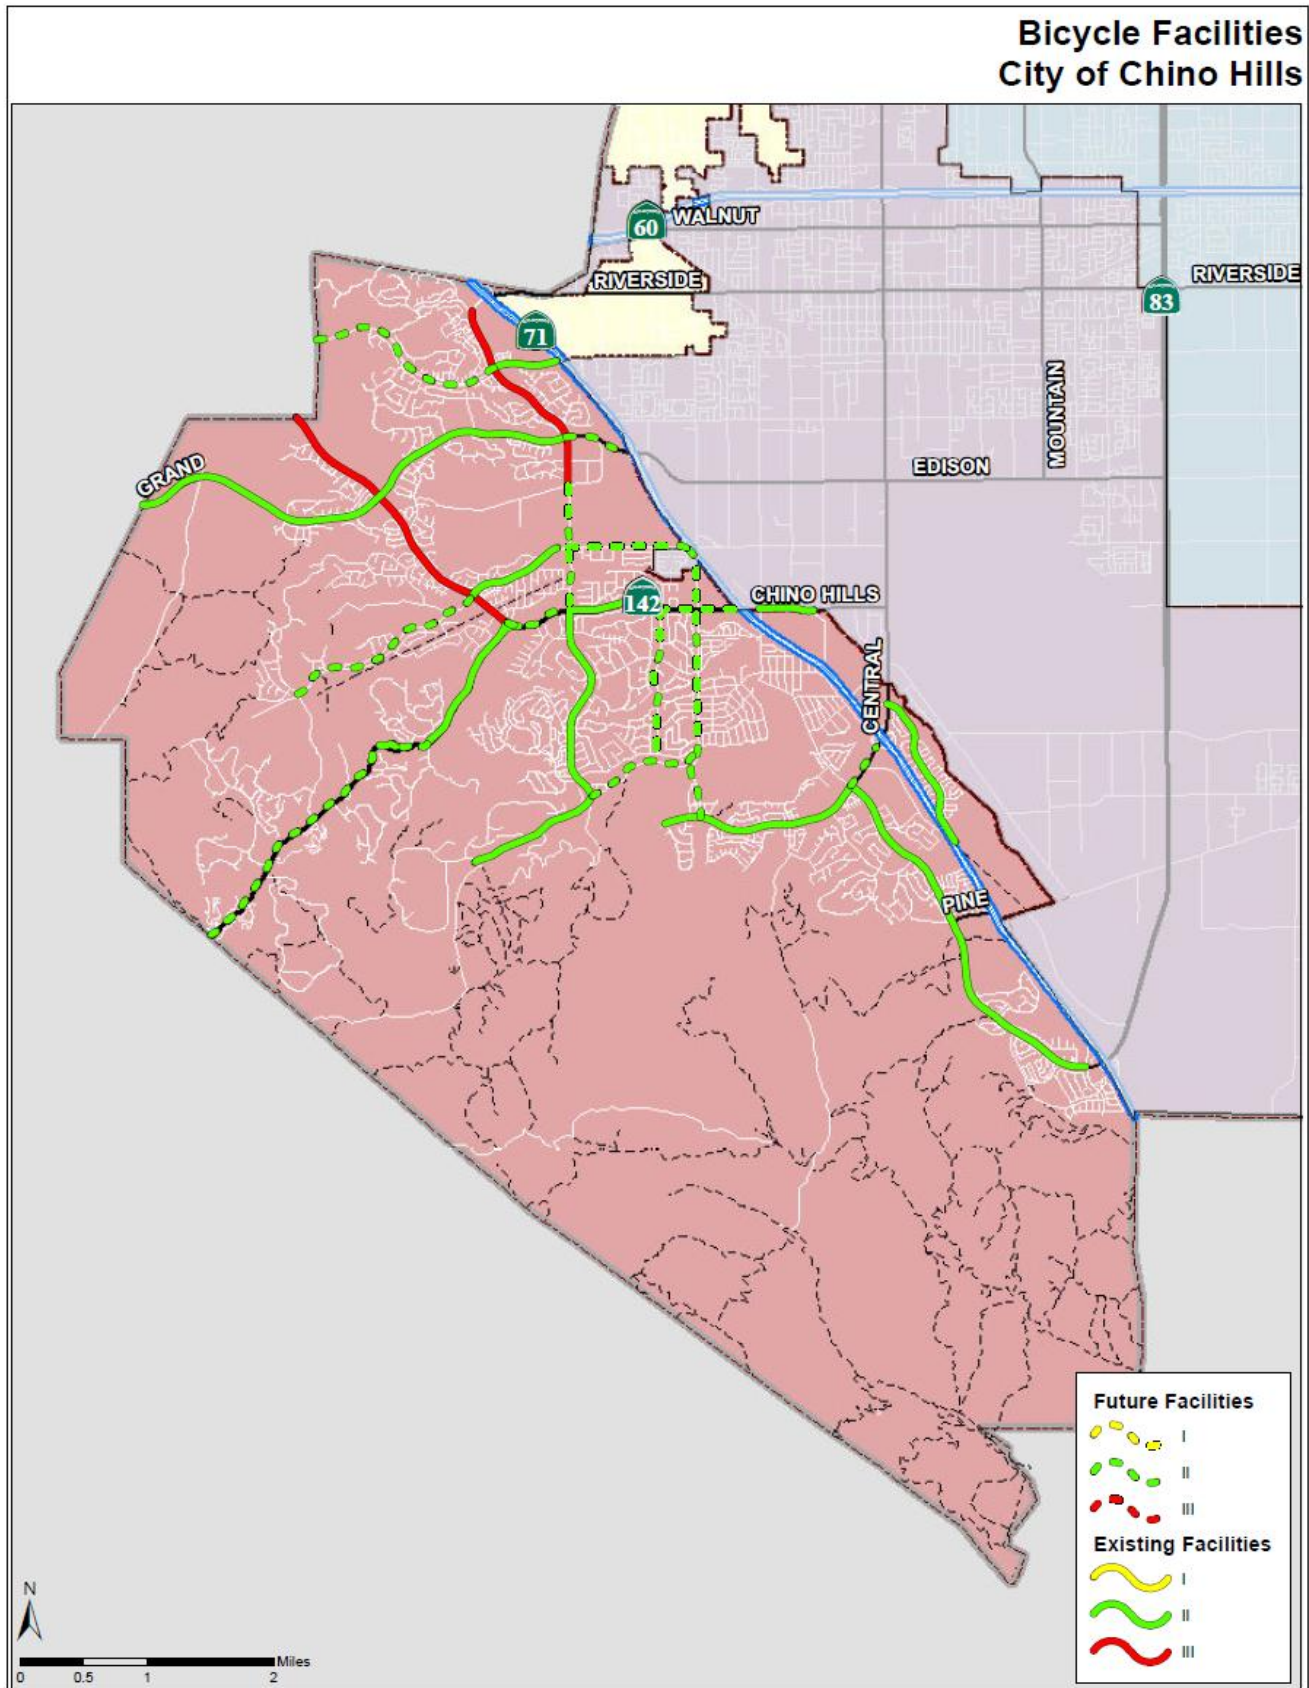 Bicycle Facilities
City of Chino Hills
60
WALNUT
RIVERSIDE
RIVERSIDE
83
71
MOUNTAIN
GRAND
EDISON
142
CHINO HILLS
CENTRAL
PINE
Future Facilities
I
II
III
Existing Facilities
I
II
III
N
Miles
0 0.5 1 2